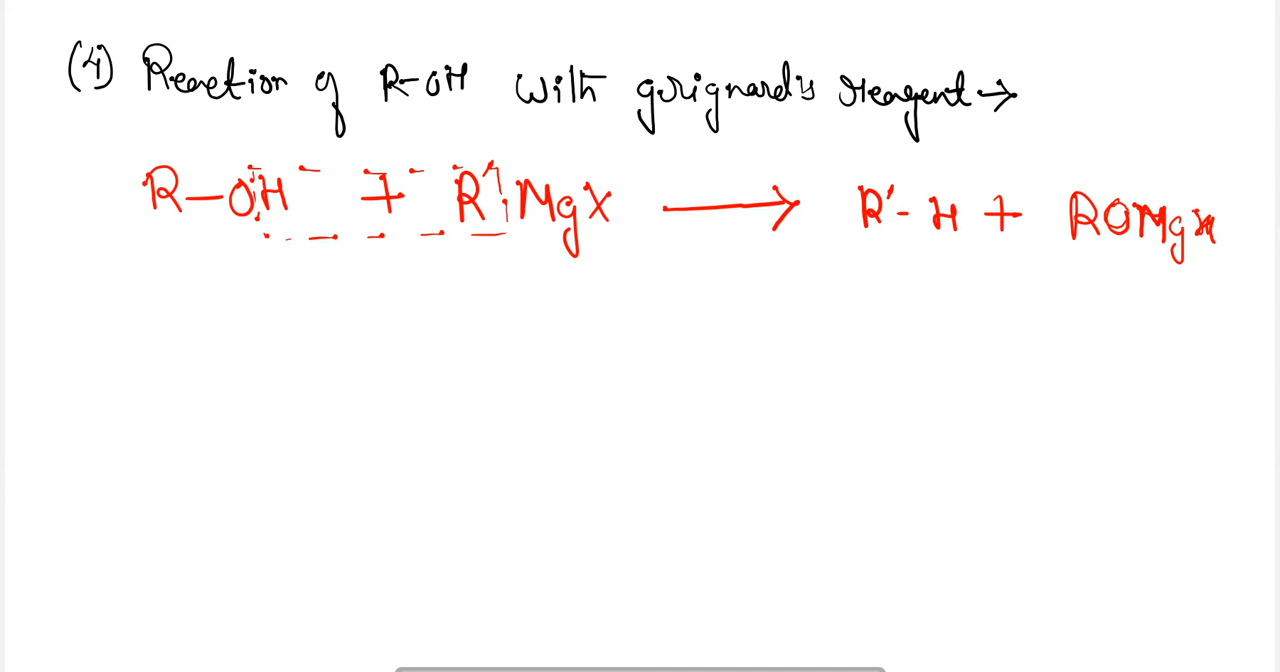 (4) Reaction of R-OH with grignard's reagent →
R-OH + R'MgX ⟶ R'-H + ROMgX